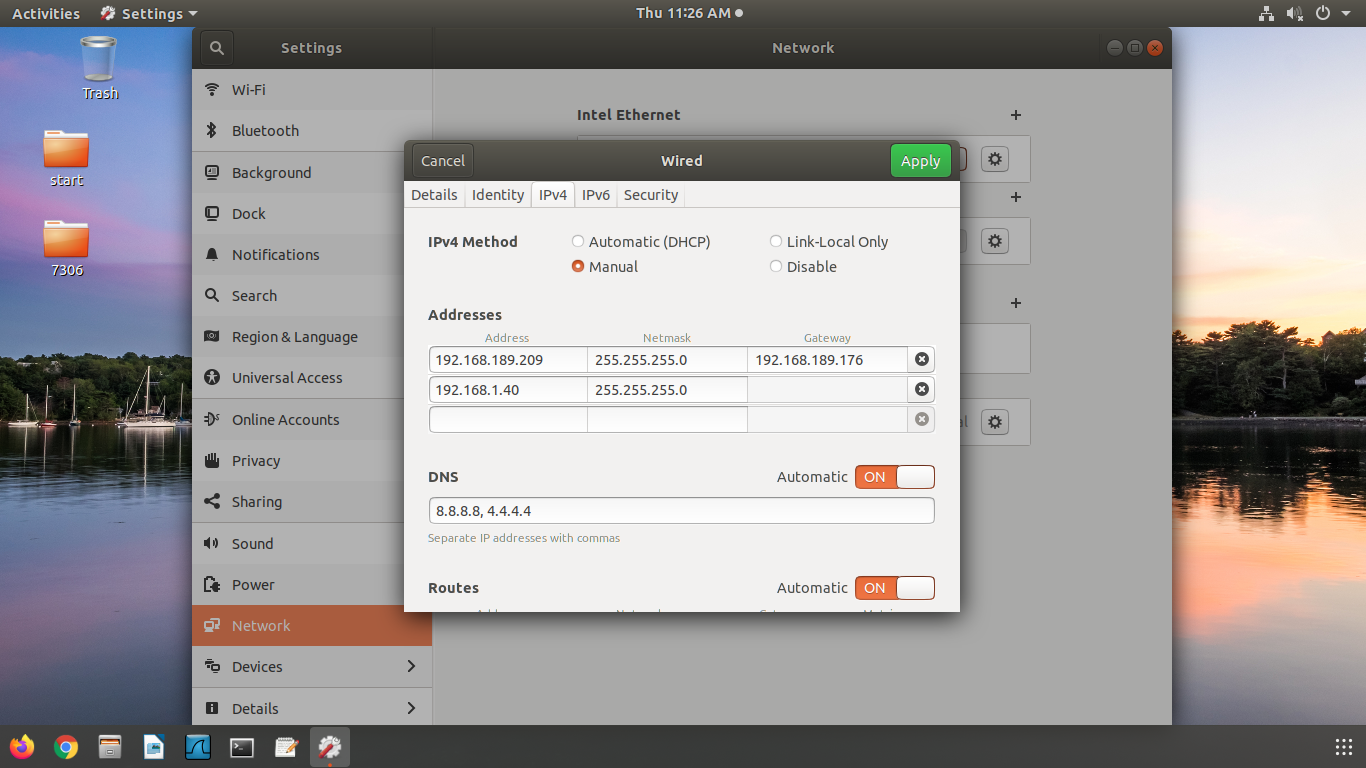 Activities Settings Thu 11:26 AM
Trash
start
7306
Settings
Network
Wi-Fi
Bluetooth
Background
Dock
Notifications
Search
Region & Language
Universal Access
Online Accounts
Privacy
Sharing
Sound
Power
Network
Devices
Details
Intel Ethernet
Cancel Wired Apply
Details Identity IPv4 IPv6 Security
IPv4 Method Automatic (DHCP) Link-Local Only
Manual Disable
Addresses
Address Netmask Gateway
192.168.189.209 255.255.255.0 192.168.189.176
192.168.1.40 255.255.255.0
DNS Automatic ON
8.8.8.8, 4.4.4.4
Separate IP addresses with commas
Routes Automatic ON